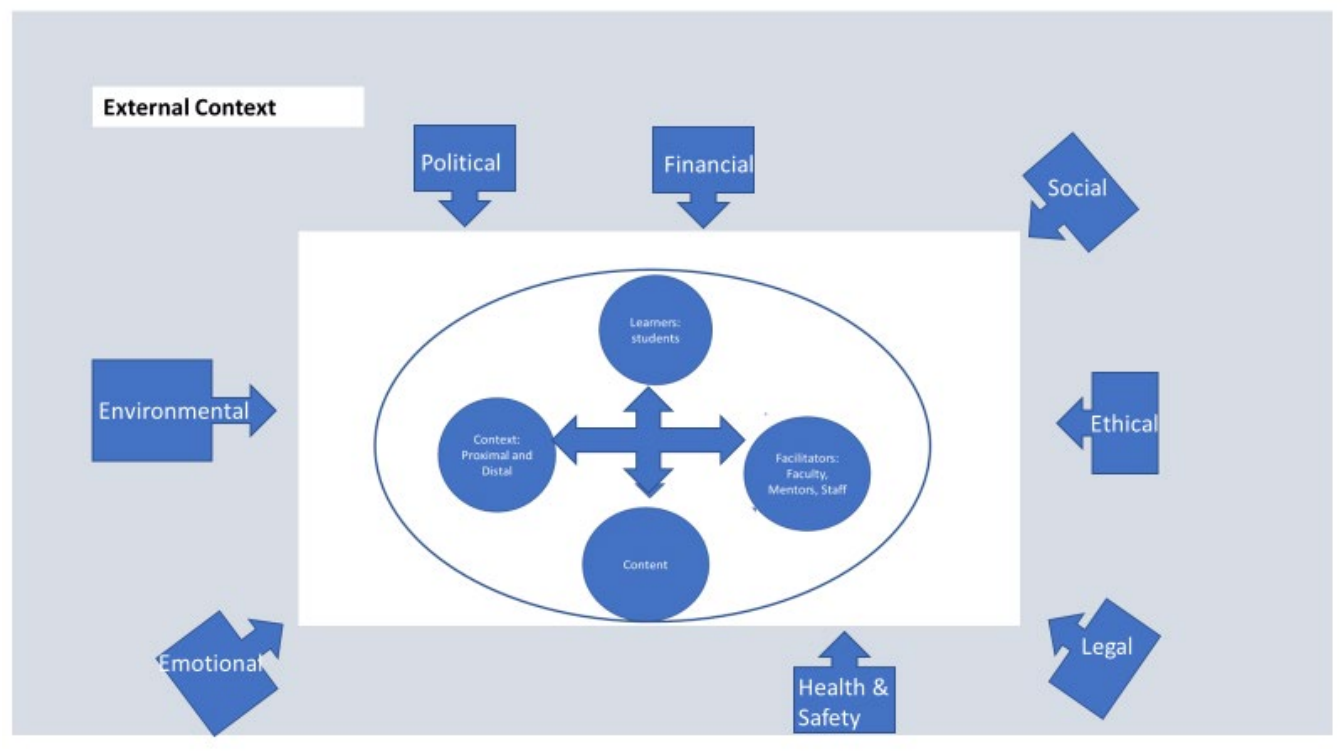 External Context
Political
Financial
Social
Learners:
students
Environmental
Context:
Proximal and
Distal
Facilitators:
Faculty,
Mentors, Staff
Ethical
Content
Emotional
Legal
Health &
Safety